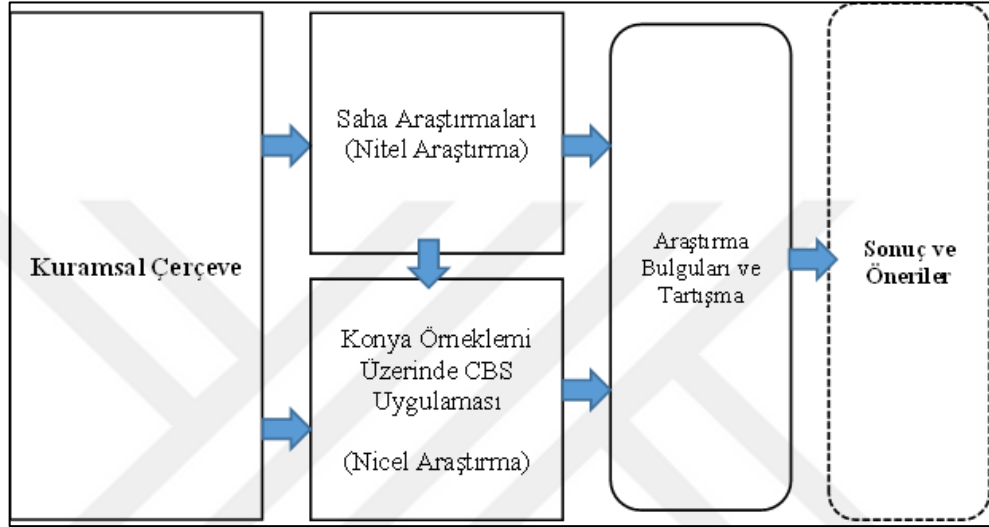 Kuramsal Çerçeve
Saha Araştırmaları
(Nitel Araştırma)
Konya Örneklemi
Üzerinde CBS
Uygulaması
(Nicel Araştırma)
Araştırma
Bulguları ve
Tartışma
Sonuç ve
Öneriler